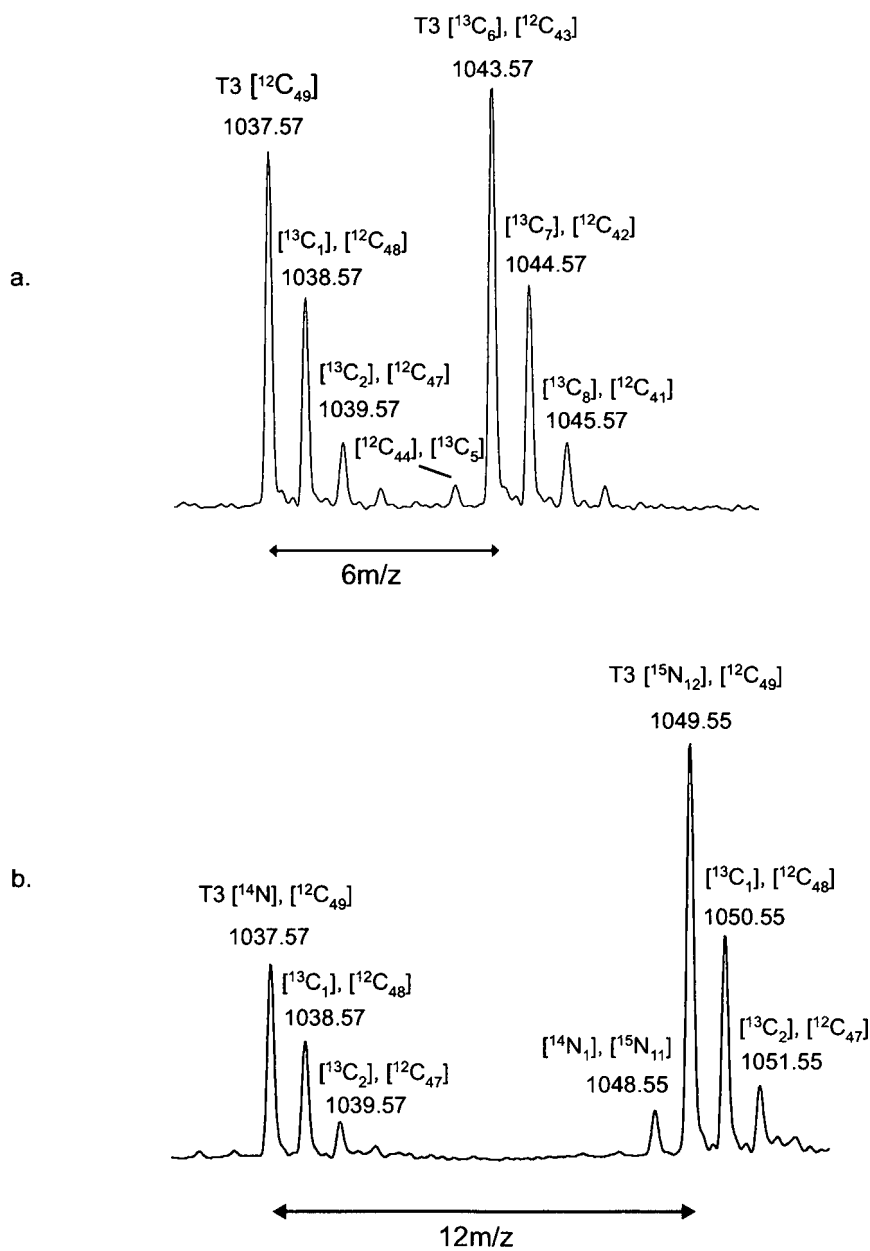 a.
T3 [¹²C₄₉]
1037.57
[¹³C₁], [¹²C₄₈]
1038.57
[¹³C₂], [¹²C₄₇]
1039.57
[¹²C₄₄], [¹³C₅]
T3 [¹³C₆], [¹²C₄₃]
1043.57
[¹³C₇], [¹²C₄₂]
1044.57
[¹³C₈], [¹²C₄₁]
1045.57
6m/z
b.
T3 [¹⁴N], [¹²C₄₉]
1037.57
[¹³C₁], [¹²C₄₈]
1038.57
[¹³C₂], [¹²C₄₇]
1039.57
T3 [¹⁵N₁₂], [¹²C₄₉]
1049.55
[¹⁴N₁], [¹⁵N₁₁]
1048.55
[¹³C₁], [¹²C₄₈]
1050.55
[¹³C₂], [¹²C₄₇]
1051.55
12m/z